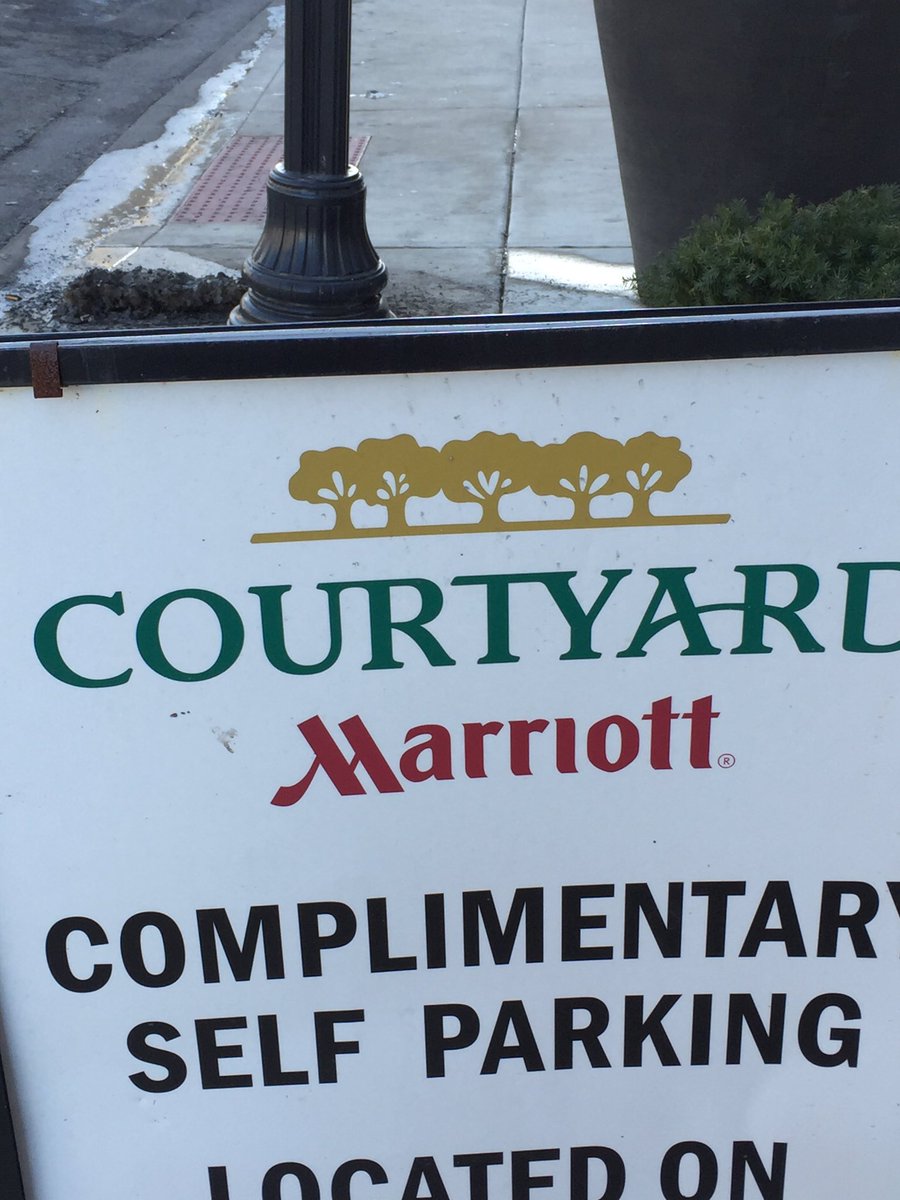 COURTYARD
Marriott®
COMPLIMENTARY
SELF PARKING
LOCATED ON